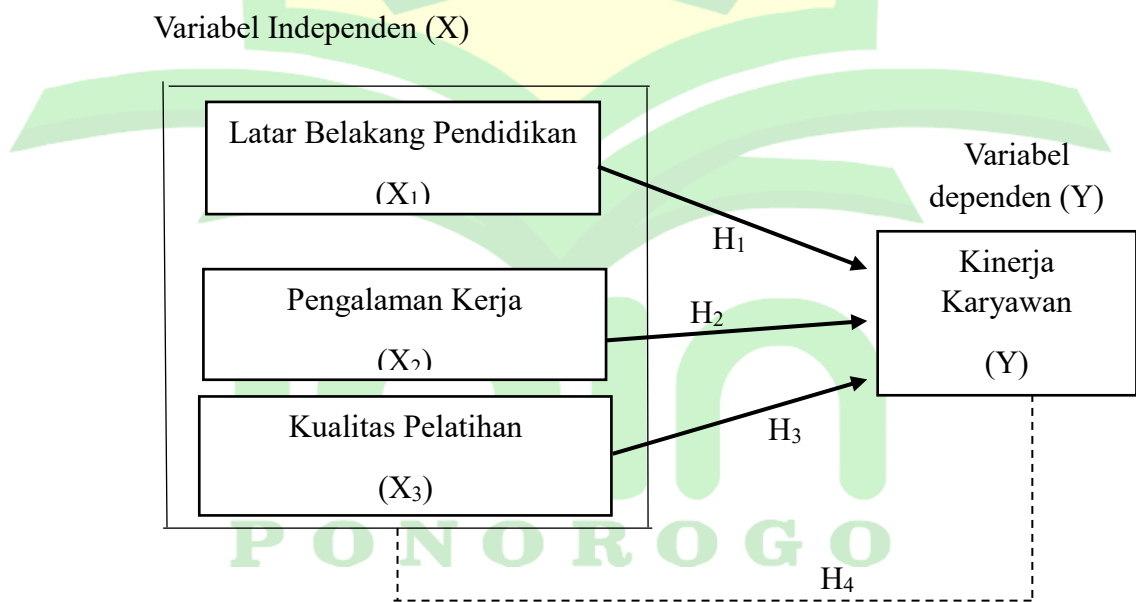 Variabel Independen (X)
Latar Belakang Pendidikan
(X₁)
Pengalaman Kerja
(X₂)
Kualitas Pelatihan
(X₃)
H₁
H₂
H₃
Variabel
dependen (Y)
Kinerja
Karyawan
(Y)
H₄
PONOROGO